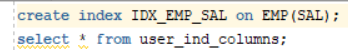 create index IDX_EMP_SAL on EMP(SAL);
select * from user_ind_columns;